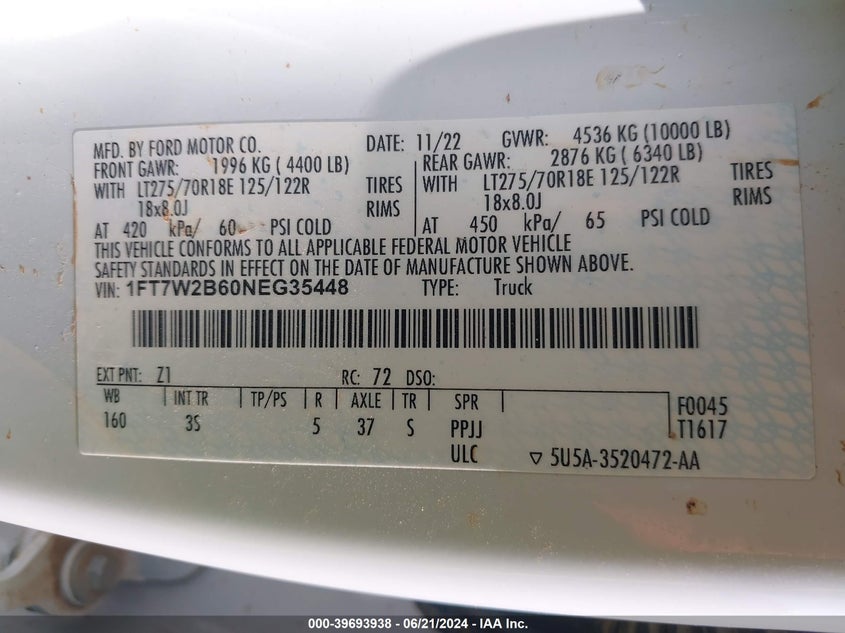 MFD. BY FORD MOTOR CO. DATE: 11/22 GVWR: 4536 KG (10000 LB)
FRONT GAWR: 1996 KG ( 4400 LB) REAR GAWR: 2876 KG ( 6340 LB)
WITH LT275/70R18E 125/122R TIRES WITH LT275/70R18E 125/122R TIRES
18x8.0J RIMS 18x8.0J RIMS
AT 420 kPa/ 60 PSI COLD AT 450 kPa/ 65 PSI COLD
THIS VEHICLE CONFORMS TO ALL APPLICABLE FEDERAL MOTOR VEHICLE
SAFETY STANDARDS IN EFFECT ON THE DATE OF MANUFACTURE SHOWN ABOVE.
VIN: 1FT7W2B60NEG35448 TYPE: Truck
EXT PNT: Z1 RC: 72 DSO:
WB INT TR TP/PS R AXLE TR SPR F0045
160 3S 5 37 S PPJJ T1617
ULC ▽ 5U5A-3520472-AA
000-39693938 - 06/21/2024 - IAA Inc.